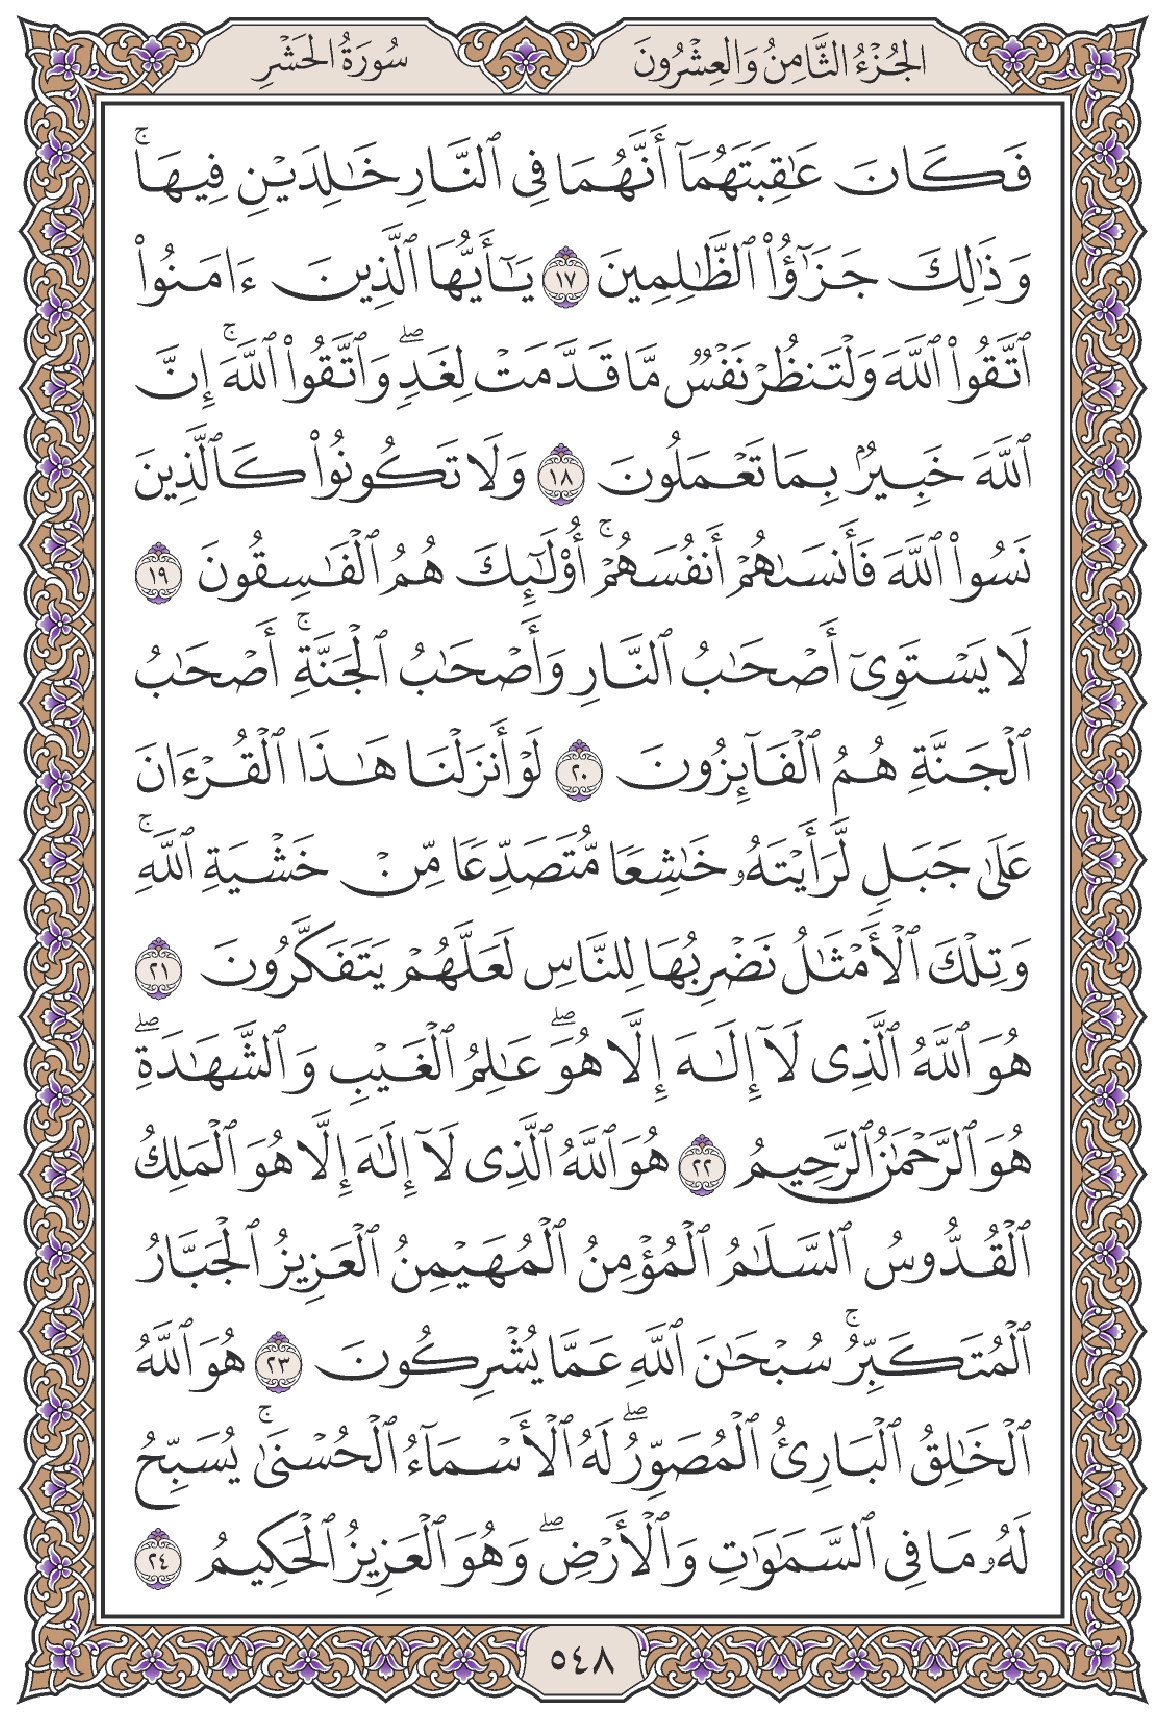 الجُزْءُ الثَّامِنُ وَالعِشْرُونَ
سُورَةُ الحَشْرِ
فَكَانَ عَٰقِبَتَهُمَآ أَنَّهُمَا فِى ٱلنَّارِ خَٰلِدَيْنِ فِيهَاۚ
وَذَٰلِكَ جَزَٰٓؤُا۟ ٱلظَّٰلِمِينَ ١٧ يَٰٓأَيُّهَا ٱلَّذِينَ ءَامَنُوا۟
ٱتَّقُوا۟ ٱللَّهَ وَلْتَنظُرْ نَفْسٌ مَّا قَدَّمَتْ لِغَدٍۖ وَٱتَّقُوا۟ ٱللَّهَۚ إِنَّ
ٱللَّهَ خَبِيرٌۢ بِمَا تَعْمَلُونَ ١٨ وَلَا تَكُونُوا۟ كَٱلَّذِينَ
نَسُوا۟ ٱللَّهَ فَأَنسَىٰهُمْ أَنفُسَهُمْۚ أُو۟لَٰٓئِكَ هُمُ ٱلْفَٰسِقُونَ ١٩
لَا يَسْتَوِىٓ أَصْحَٰبُ ٱلنَّارِ وَأَصْحَٰبُ ٱلْجَنَّةِۚ أَصْحَٰبُ
ٱلْجَنَّةِ هُمُ ٱلْفَآئِزُونَ ٢٠ لَوْ أَنزَلْنَا هَٰذَا ٱلْقُرْءَانَ
عَلَىٰ جَبَلٍ لَّرَأَيْتَهُۥ خَٰشِعًا مُّتَصَدِّعًا مِّنْ خَشْيَةِ ٱللَّهِۚ
وَتِلْكَ ٱلْأَمْثَٰلُ نَضْرِبُهَا لِلنَّاسِ لَعَلَّهُمْ يَتَفَكَّرُونَ ٢١
هُوَ ٱللَّهُ ٱلَّذِى لَآ إِلَٰهَ إِلَّا هُوَۖ عَٰلِمُ ٱلْغَيْبِ وَٱلشَّهَٰدَةِۖ
هُوَ ٱلرَّحْمَٰنُ ٱلرَّحِيمُ ٢٢ هُوَ ٱللَّهُ ٱلَّذِى لَآ إِلَٰهَ إِلَّا هُوَ ٱلْمَلِكُ
ٱلْقُدُّوسُ ٱلسَّلَٰمُ ٱلْمُؤْمِنُ ٱلْمُهَيْمِنُ ٱلْعَزِيزُ ٱلْجَبَّارُ
ٱلْمُتَكَبِّرُۚ سُبْحَٰنَ ٱللَّهِ عَمَّا يُشْرِكُونَ ٢٣ هُوَ ٱللَّهُ
ٱلْخَٰلِقُ ٱلْبَارِئُ ٱلْمُصَوِّرُۖ لَهُ ٱلْأَسْمَآءُ ٱلْحُسْنَىٰۚ يُسَبِّحُ
لَهُۥ مَا فِى ٱلسَّمَٰوَٰتِ وَٱلْأَرْضِۖ وَهُوَ ٱلْعَزِيزُ ٱلْحَكِيمُ ٢٤
٥٤٨